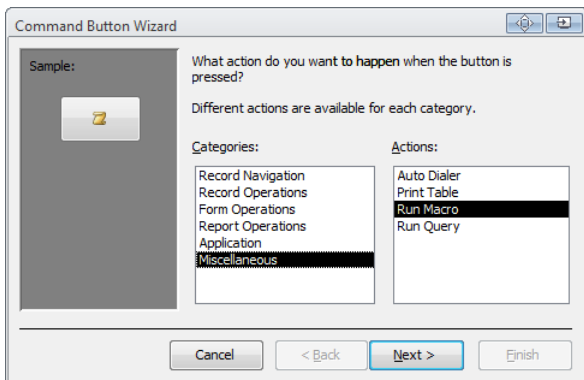 Command Button Wizard
Sample:
What action do you want to happen when the button is
pressed?
Different actions are available for each category.
Categories:
Actions:
Record Navigation
Record Operations
Form Operations
Report Operations
Application
Miscellaneous
Auto Dialer
Print Table
Run Macro
Run Query
Cancel
< Back
Next >
Finish